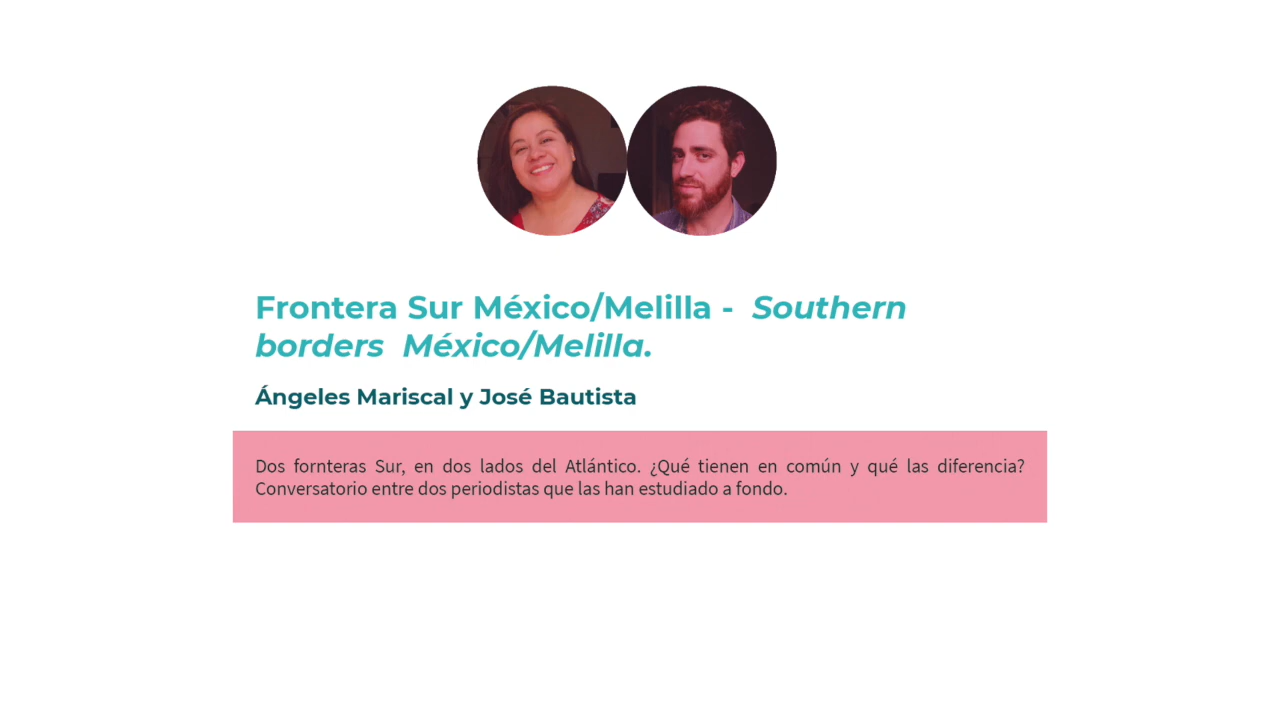 Frontera Sur México/Melilla - Southern
borders México/Melilla.
Ángeles Mariscal y José Bautista
Dos fornteras Sur, en dos lados del Atlántico. ¿Qué tienen en común y qué las diferencia?
Conversatorio entre dos periodistas que las han estudiado a fondo.